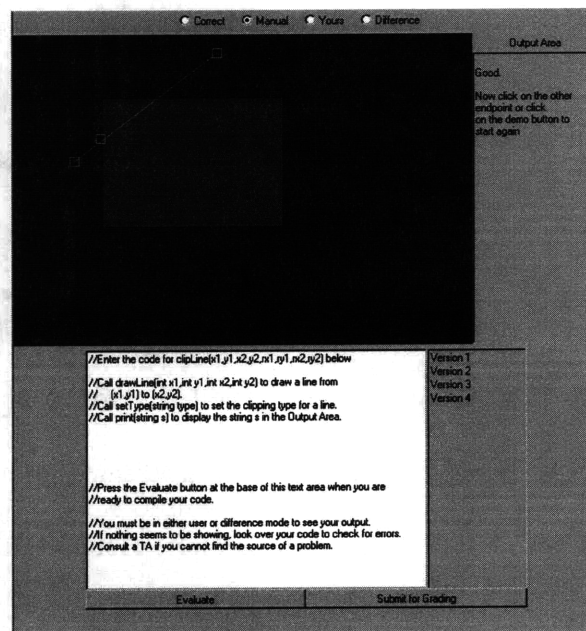 Correct Manual Yours Difference
Output Area
Good.
Now click on the other
endpoint or click
on the demo button to
start again
//Enter the code for clipLine(x1,y1,x2,y2,rx1,ry1,rx2,ry2) below
//Call drawLine(int x1,int y1,int x2,int y2) to draw a line from
// (x1,y1) to (x2,y2).
//Call setType(string type) to set the clipping type for a line.
//Call print(string s) to display the string s in the Output Area.
//Press the Evaluate button at the base of this text area when you are
//ready to compile your code.
//You must be in either user or difference mode to see your output.
//If nothing seems to be showing, look over your code to check for errors.
//Consult a TA if you cannot find the source of a problem.
Version 1
Version 2
Version 3
Version 4
Evaluate
Submit for Grading